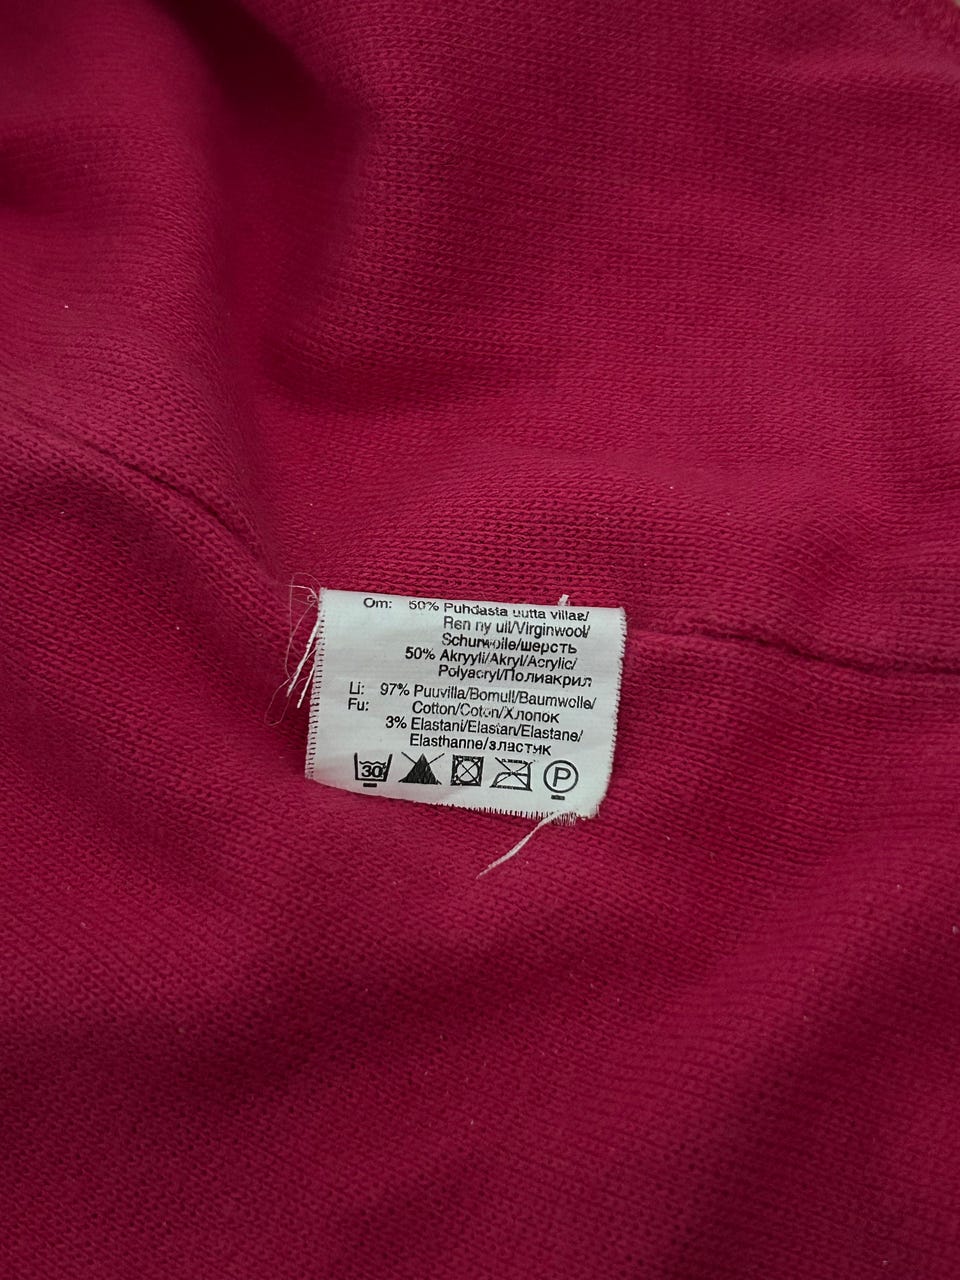 Om: 50% Puhdasta uutta villaa/
Ren ny ull/Virginwool/
Schurwolle/шерсть
50% Akryyli/Akryl/Acrylic/
Polyacryl/Полиакрил
Li: 97% Puuvilla/Bomull/Baumwolle/
Fu: Cotton/Coton/Хлопок
3% Elastani/Elastan/Elastane/
Elasthanne/эластик
30 P